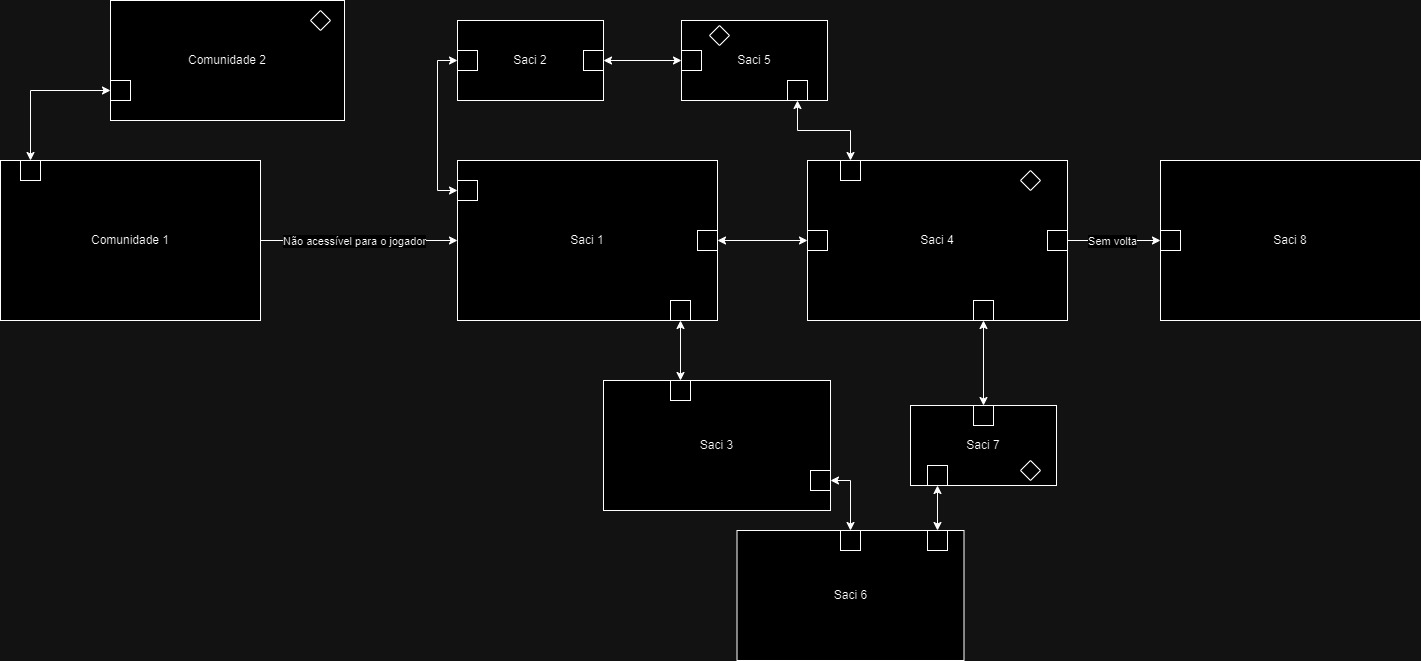 Comunidade 2
Saci 2
Saci 5
Comunidade 1
Não acessível para o jogador
Saci 1
Saci 4
Sem volta
Saci 8
Saci 3
Saci 7
Saci 6